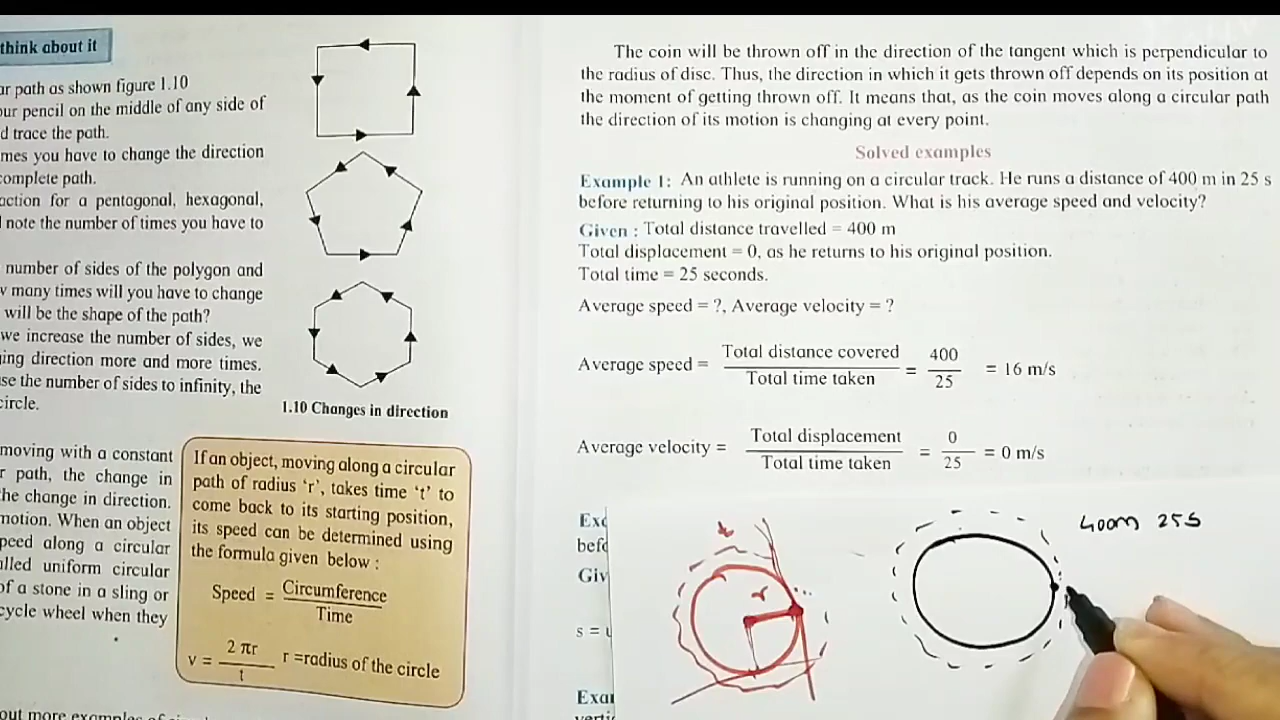 think about it
ar path as shown figure 1.10
our pencil on the middle of any side of
d trace the path.
mes you have to change the direction
complete path.
action for a pentagonal, hexagonal,
note the number of times you have to
number of sides of the polygon and
w many times will you have to change
will be the shape of the path?
we increase the number of sides, we
ging direction more and more times.
se the number of sides to infinity, the
circle.
1.10 Changes in direction
moving with a constant
r path, the change in
he change in direction.
motion. When an object
peed along a circular
alled uniform circular
of a stone in a sling or
cycle wheel when they
If an object, moving along a circular
path of radius ‘r’, takes time ‘t’ to
come back to its starting position,
its speed can be determined using
the formula given below :
Speed = Circumference
Time
v = 2 πr
t
r =radius of the circle
out more examples of
The coin will be thrown off in the direction of the tangent which is perpendicular to
the radius of disc. Thus, the direction in which it gets thrown off depends on its position at
the moment of getting thrown off. It means that, as the coin moves along a circular path
the direction of its motion is changing at every point.
Solved examples
Example 1: An athlete is running on a circular track. He runs a distance of 400 m in 25 s
before returning to his original position. What is his average speed and velocity?
Given : Total distance travelled = 400 m
Total displacement = 0, as he returns to his original position.
Total time = 25 seconds.
Average speed = ?, Average velocity = ?
Average speed = Total distance covered = 400 = 16 m/s
Total time taken 25
Average velocity = Total displacement = 0 = 0 m/s
Total time taken 25
Exa
befo
Giv
s = u
Exar
verti
r
400m 25s